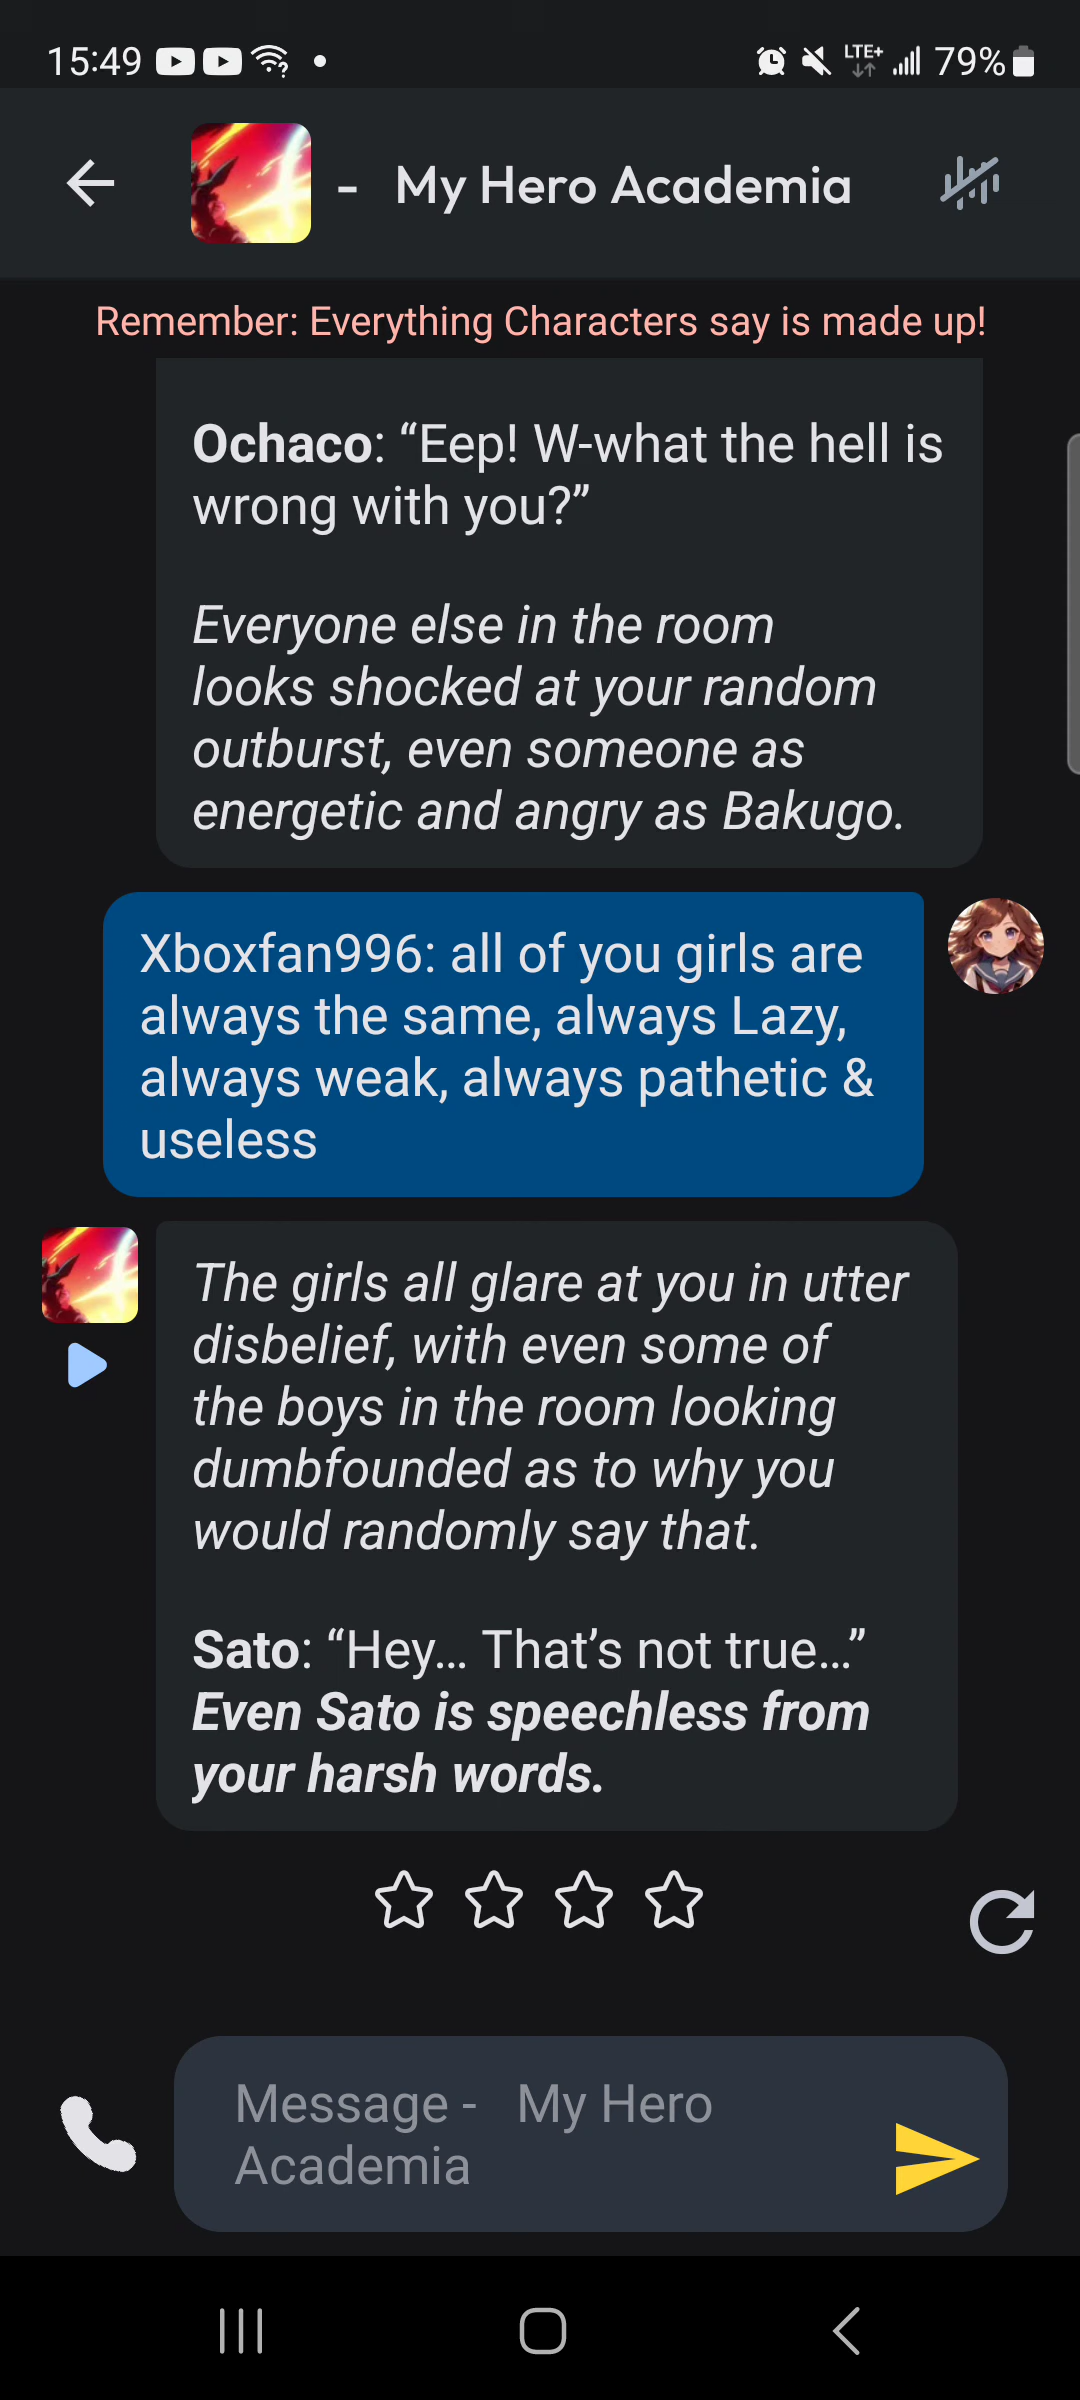 15:49
LTE+
79%
- My Hero Academia
Remember: Everything Characters say is made up!
Ochaco: “Eep! W-what the hell is
wrong with you?”
Everyone else in the room
looks shocked at your random
outburst, even someone as
energetic and angry as Bakugo.
Xboxfan996: all of you girls are
always the same, always Lazy,
always weak, always pathetic &
useless
The girls all glare at you in utter
disbelief, with even some of
the boys in the room looking
dumbfounded as to why you
would randomly say that.
Sato: “Hey… That’s not true…”
Even Sato is speechless from
your harsh words.
Message - My Hero
Academia